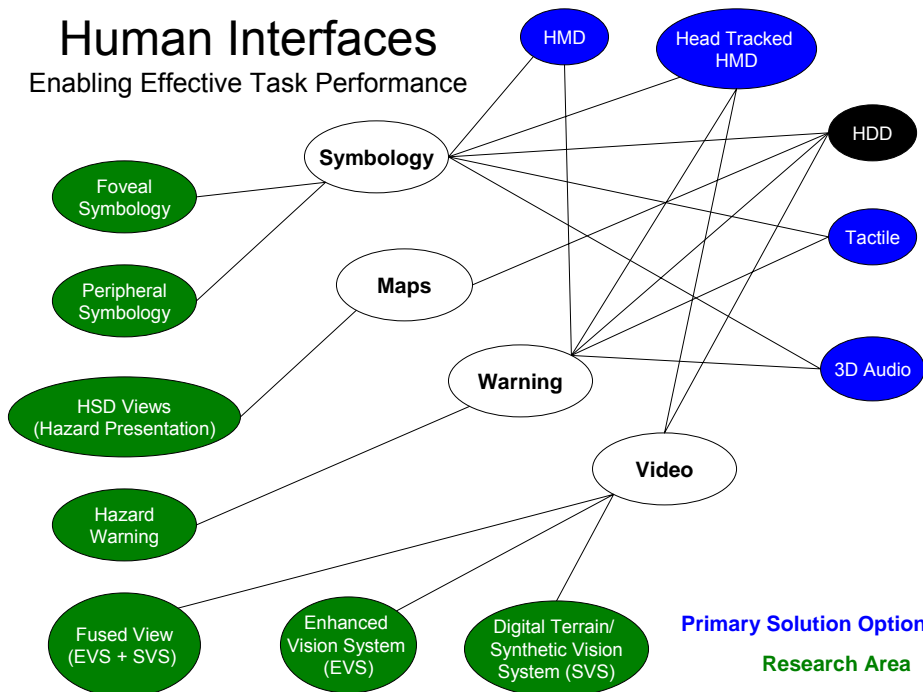 Human Interfaces
Enabling Effective Task Performance
HMD
Head Tracked
HMD
HDD
Symbology
Foveal
Symbology
Tactile
Peripheral
Symbology
Maps
3D Audio
Warning
HSD Views
(Hazard Presentation)
Video
Hazard
Warning
Fused View
(EVS + SVS)
Enhanced
Vision System
(EVS)
Digital Terrain/
Synthetic Vision
System (SVS)
Primary Solution Option
Research Area